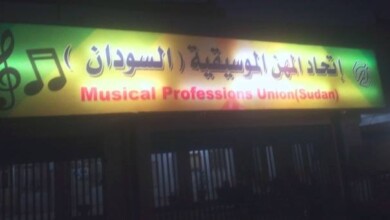 إتحاد المهن الموسيقية ( السودان )
Musical Professions Union(Sudan)